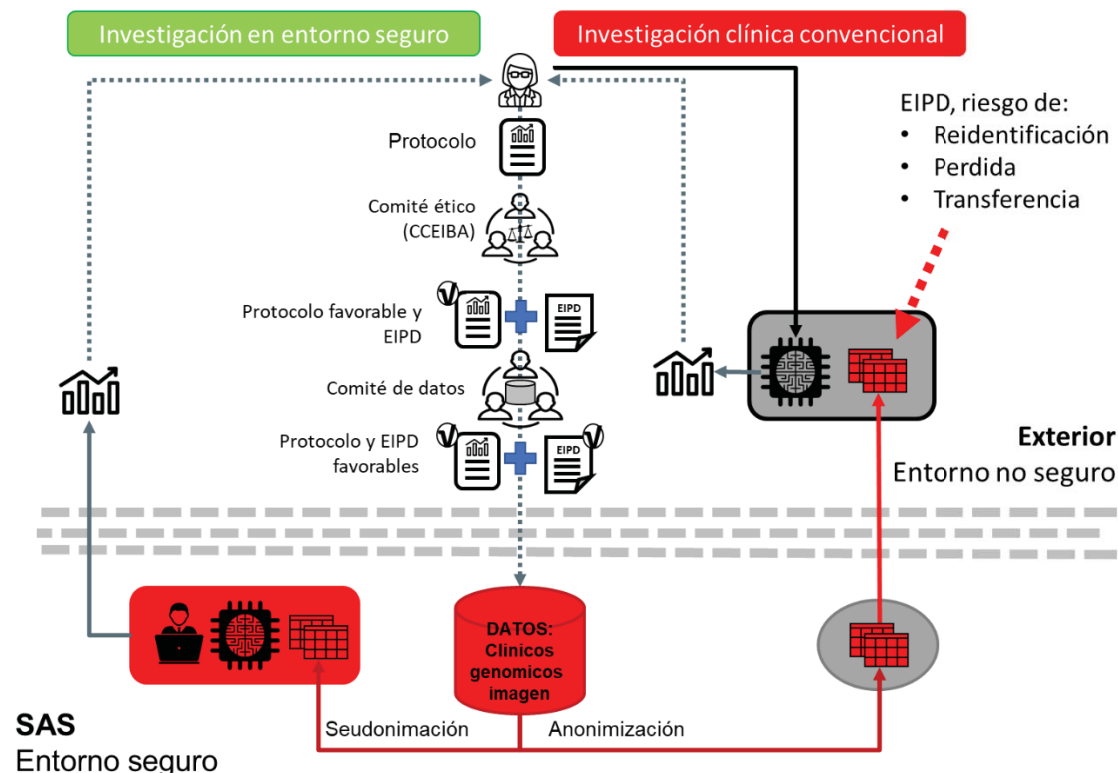 Investigación en entorno seguro
Investigación clínica convencional
EIPD, riesgo de:
• Reidentificación
• Perdida
• Transferencia
Protocolo
Comité ético
(CCEIBA)
Protocolo favorable y
EIPD
EIPD
Comité de datos
Protocolo y EIPD
favorables
EIPD
Exterior
Entorno no seguro
DATOS:
Clinicos
genomicos
imagen
Seudonimación
Anonimización
SAS
Entorno seguro